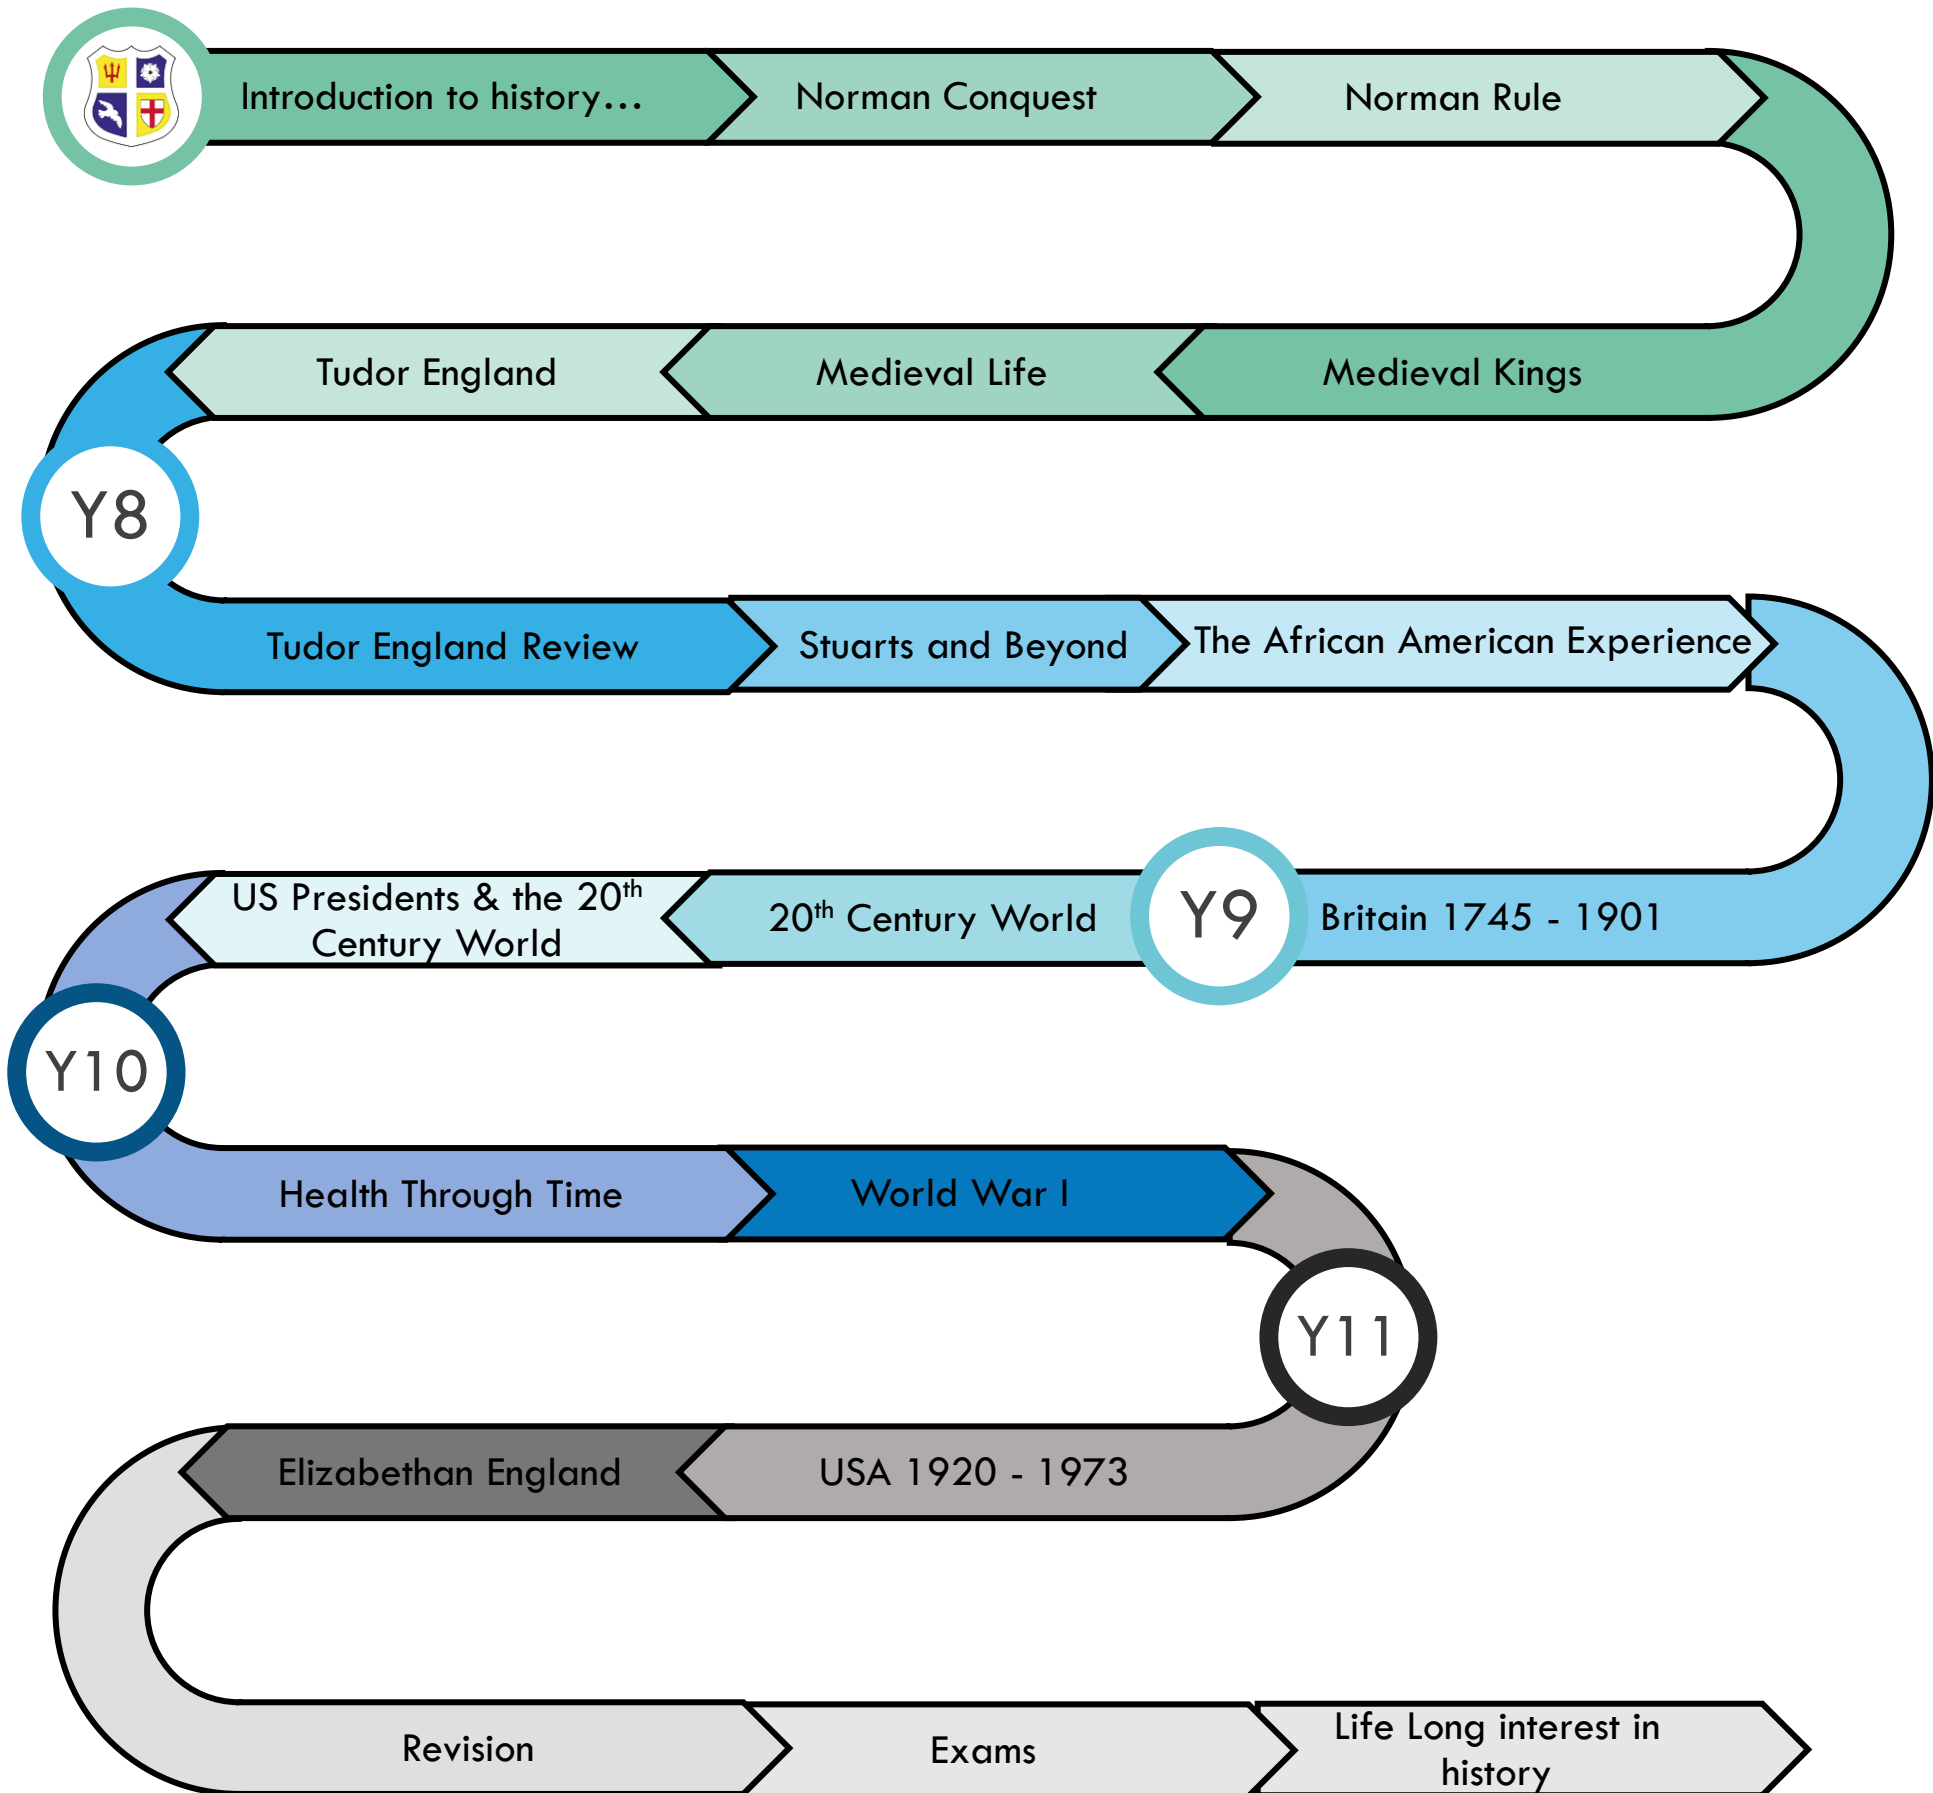 Introduction to history...
Norman Conquest
Norman Rule
Medieval Kings
Medieval Life
Tudor England
Y8
Tudor England Review
Stuarts and Beyond
The African American Experience
Britain 1745 - 1901
Y9
20th Century World
US Presidents & the 20th
Century World
Y10
Health Through Time
World War I
Y11
USA 1920 - 1973
Elizabethan England
Revision
Exams
Life Long interest in
history